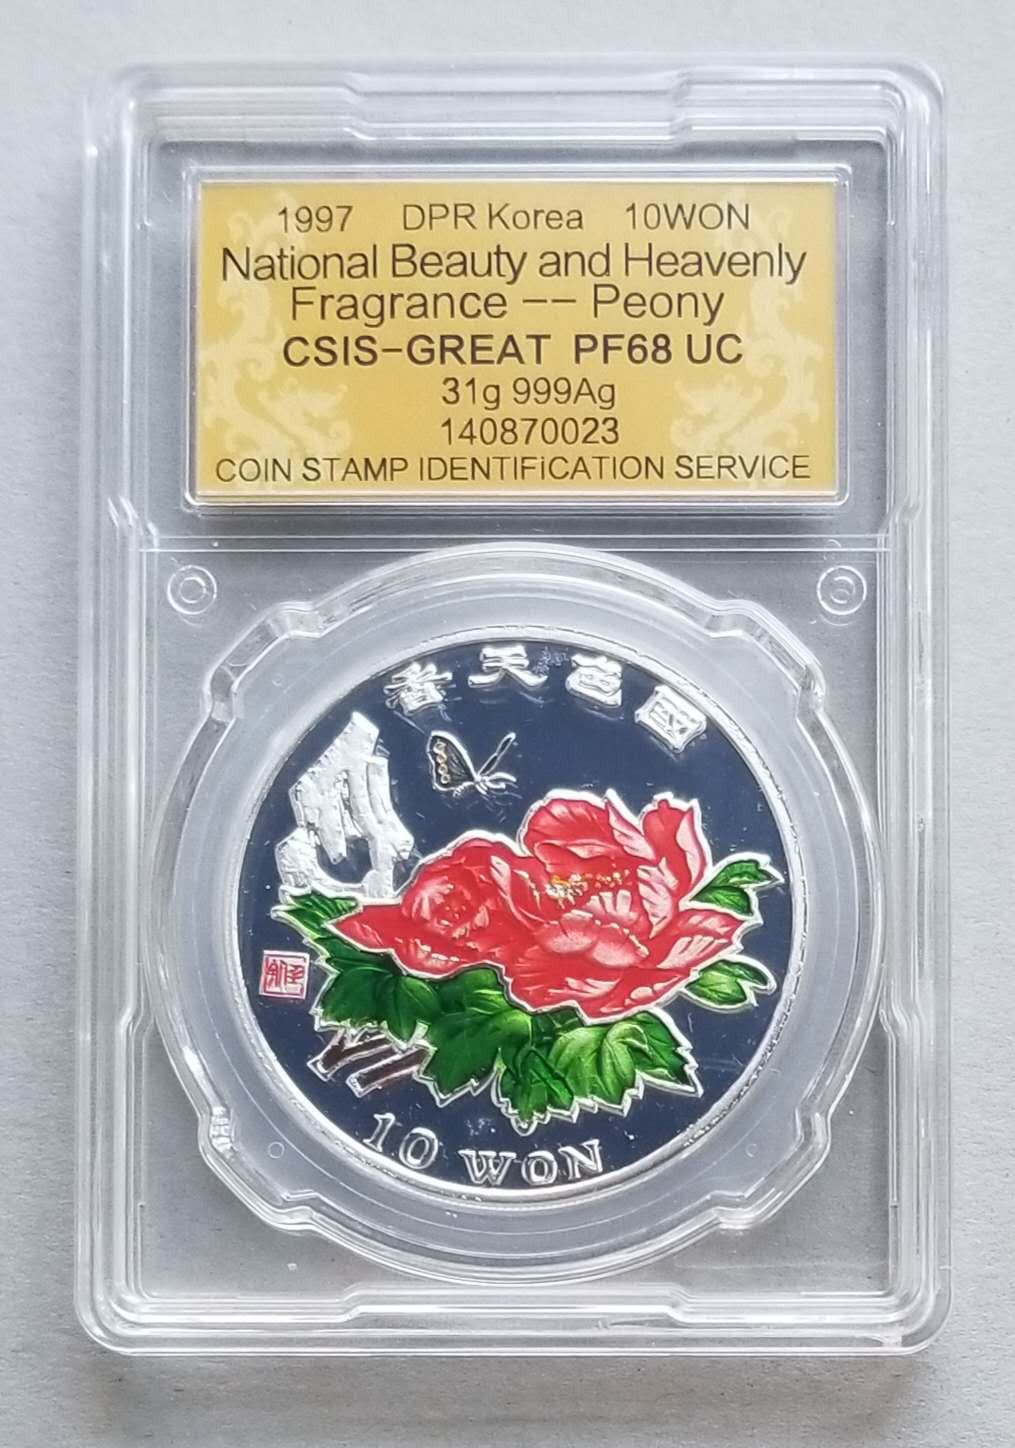 1997 DPR Korea 10WON
National Beauty and Heavenly
Fragrance -- Peony
CSIS-GREAT PF68 UC
31g 999Ag
140870023
COIN STAMP IDENTIFiCATION SERVICE
香天色國
10 WON